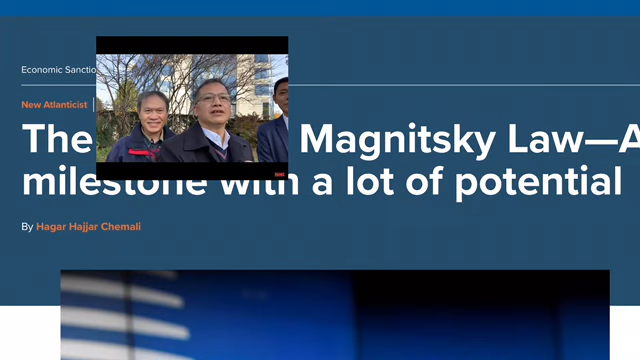 Economic Sanctio
New Atlanticist
The Magnitsky Law—A
milestone with a lot of potential
By Hagar Hajjar Chemali